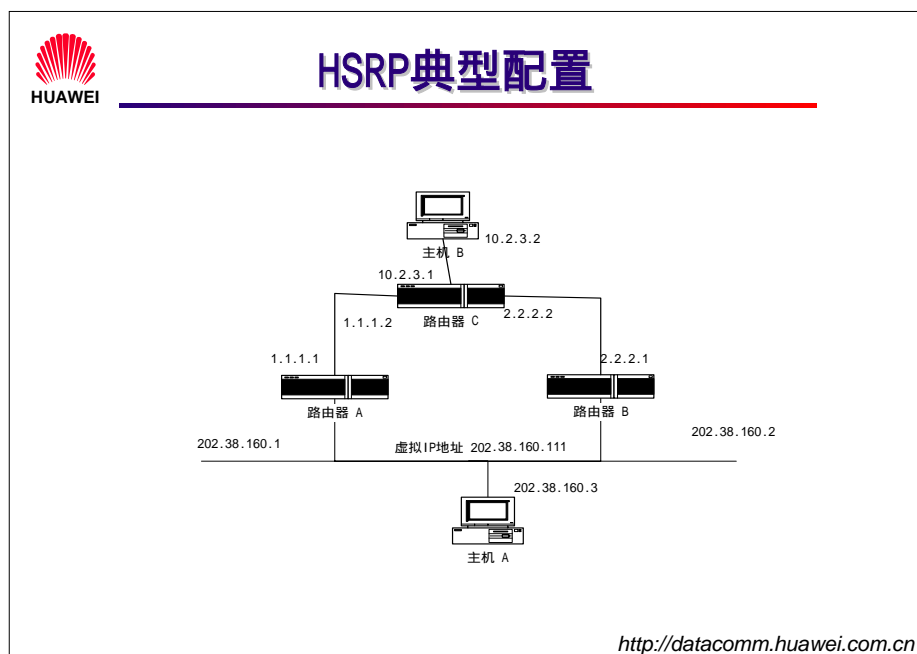 HUAWEI
HSRP典型配置
10.2.3.2
主机 B
10.2.3.1
1.1.1.2
2.2.2.2
路由器 C
1.1.1.1
2.2.2.1
路由器 A
路由器 B
202.38.160.1
虚拟IP地址 202.38.160.111
202.38.160.2
202.38.160.3
主机 A
http://datacomm.huawei.com.cn